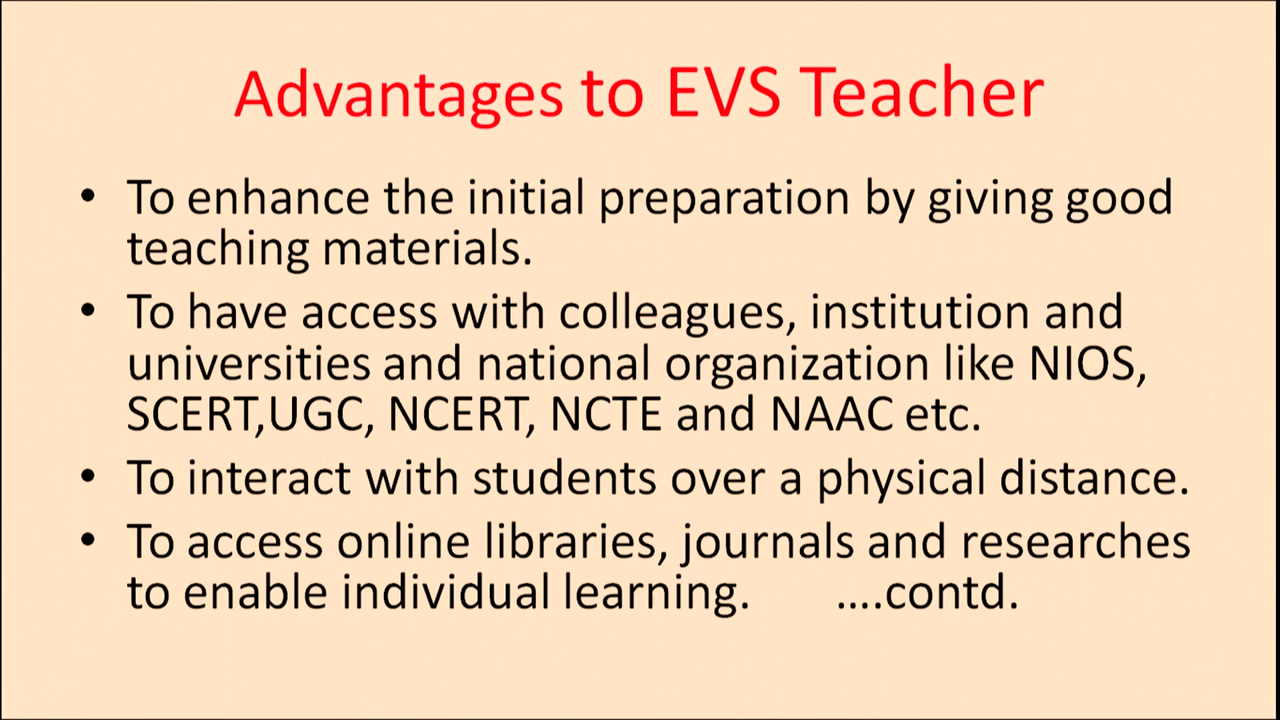 Advantages to EVS Teacher
• To enhance the initial preparation by giving good
teaching materials.
• To have access with colleagues, institution and
universities and national organization like NIOS,
SCERT,UGC, NCERT, NCTE and NAAC etc.
• To interact with students over a physical distance.
• To access online libraries, journals and researches
to enable individual learning. ....contd.